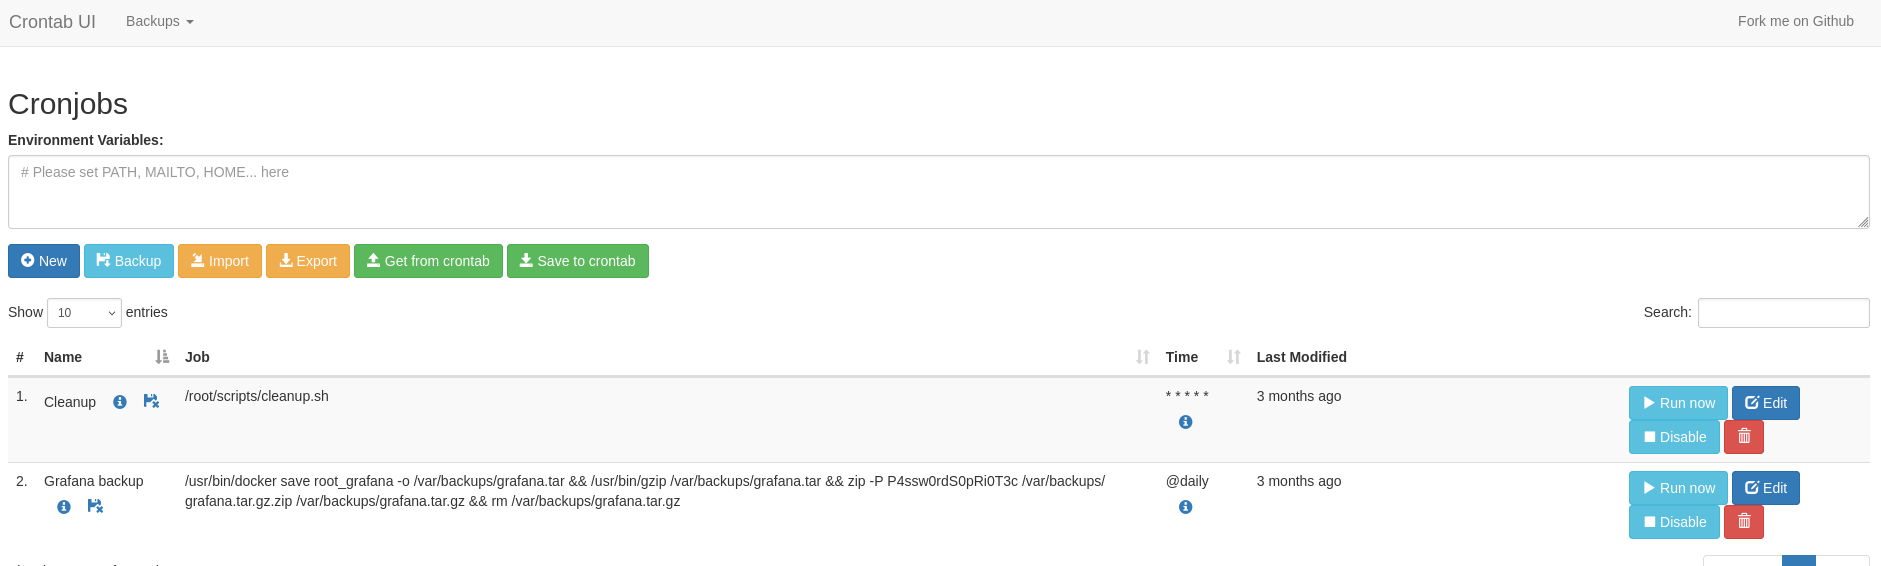 Crontab UI Backups Fork me on Github
Cronjobs
Environment Variables:
# Please set PATH, MAILTO, HOME... here
New Backup Import Export Get from crontab Save to crontab
Show 10 entries Search:
# Name Job Time Last Modified
1. Cleanup /root/scripts/cleanup.sh * * * * * 3 months ago Run now Edit
Disable
2. Grafana backup /usr/bin/docker save root_grafana -o /var/backups/grafana.tar && /usr/bin/gzip /var/backups/grafana.tar && zip -P P4ssw0rdS0pRi0T3c /var/backups/ @daily 3 months ago Run now Edit
grafana.tar.gz.zip /var/backups/grafana.tar.gz && rm /var/backups/grafana.tar.gz
Disable